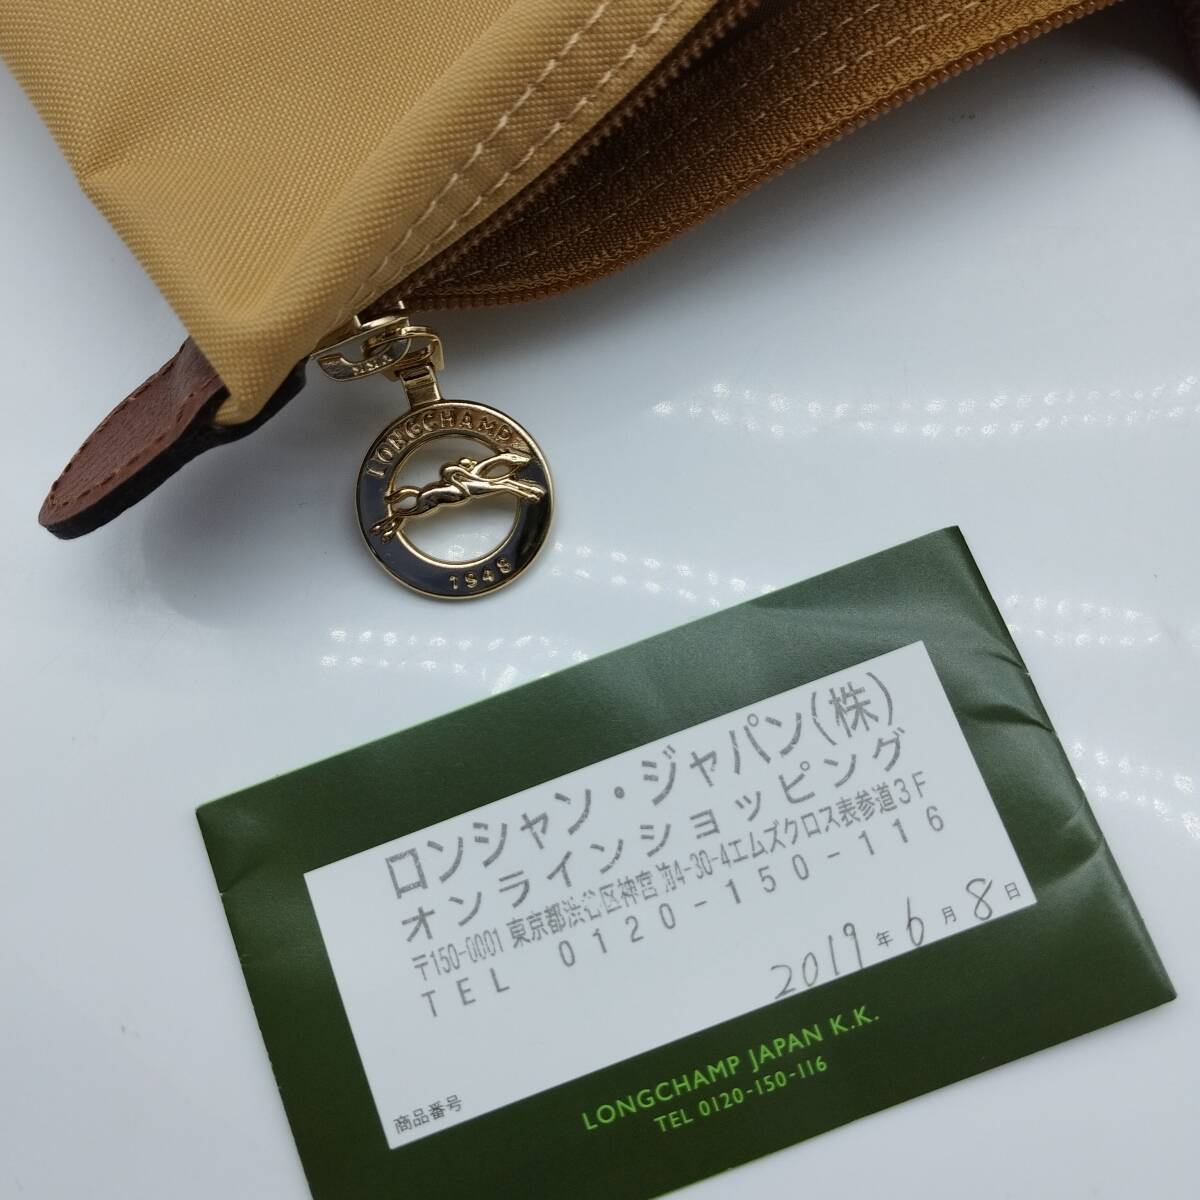 YKK
LONGCHAMP
1948
ロンシャン・ジャパン(株)
オンラインショッピング
〒150-0001 東京都渋谷区神宮前4-30-4エムズクロス表参道3F
TEL 0120-150-116
2019年6月8日
商品番号
LONGCHAMP JAPAN K.K.
TEL 0120-150-116